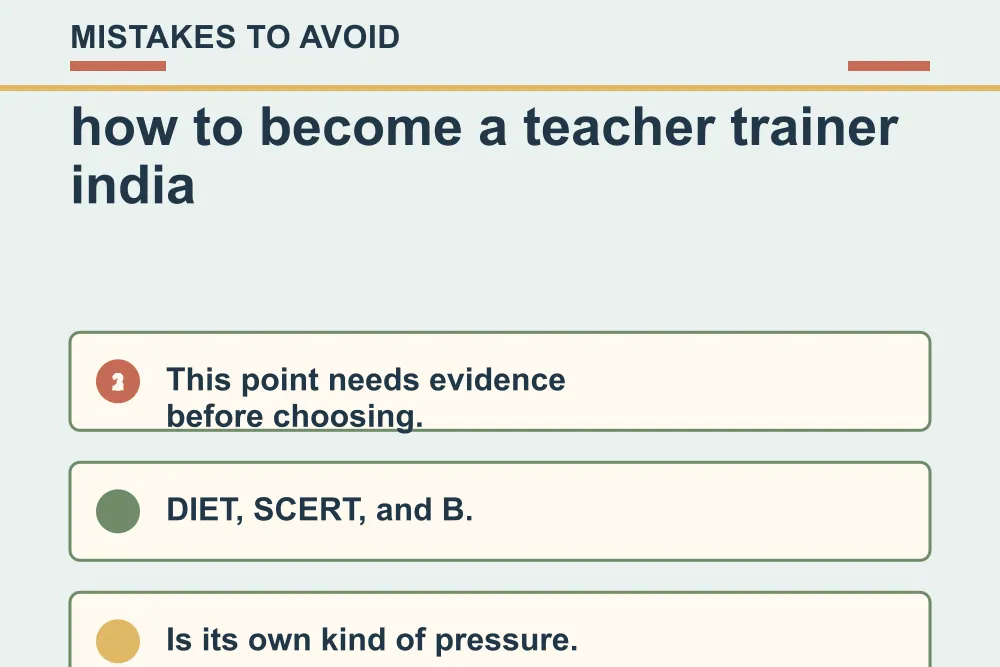 MISTAKES TO AVOID
how to become a teacher trainer
india
This point needs evidence
before choosing.
DIET, SCERT, and B.
Is its own kind of pressure.